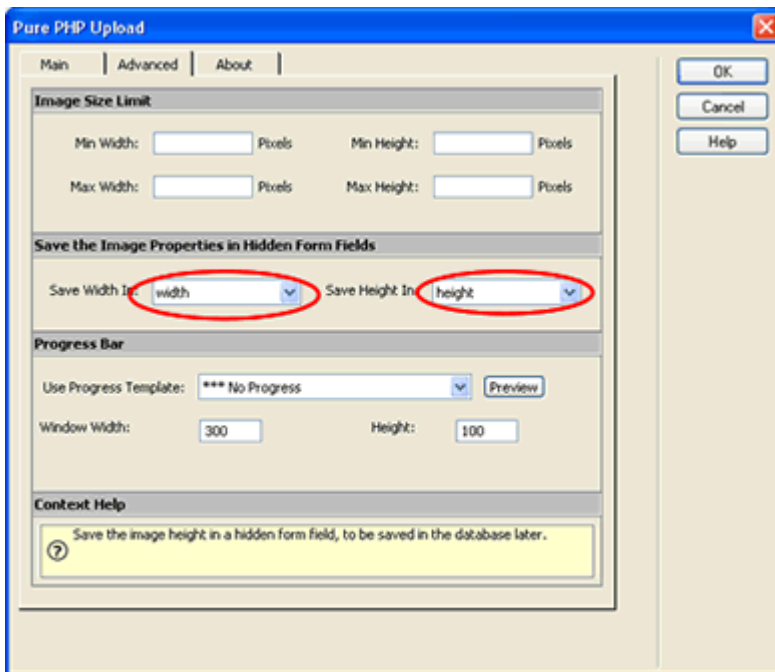 Pure PHP Upload
Main Advanced About
OK
Cancel
Help
Image Size Limit
Min Width: Pixels Min Height: Pixels
Max Width: Pixels Max Height: Pixels
Save the Image Properties in Hidden Form Fields
Save Width In: width Save Height In: height
Progress Bar
Use Progress Template: *** No Progress Preview
Window Width: 300 Height: 100
Context Help
Save the image height in a hidden form field, to be saved in the database later.